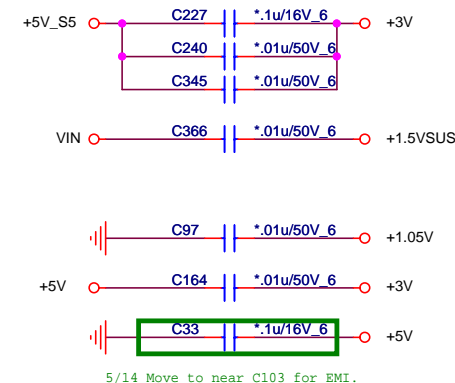 +5V_S5 C227 *.1u/16V_6 +3V
C240 *.01u/50V_6
C345 *.01u/50V_6
VIN C366 *.01u/50V_6 +1.5VSUS
C97 *.01u/50V_6 +1.05V
+5V C164 *.01u/50V_6 +3V
C33 *.1u/16V_6 +5V
5/14 Move to near C103 for EMI.